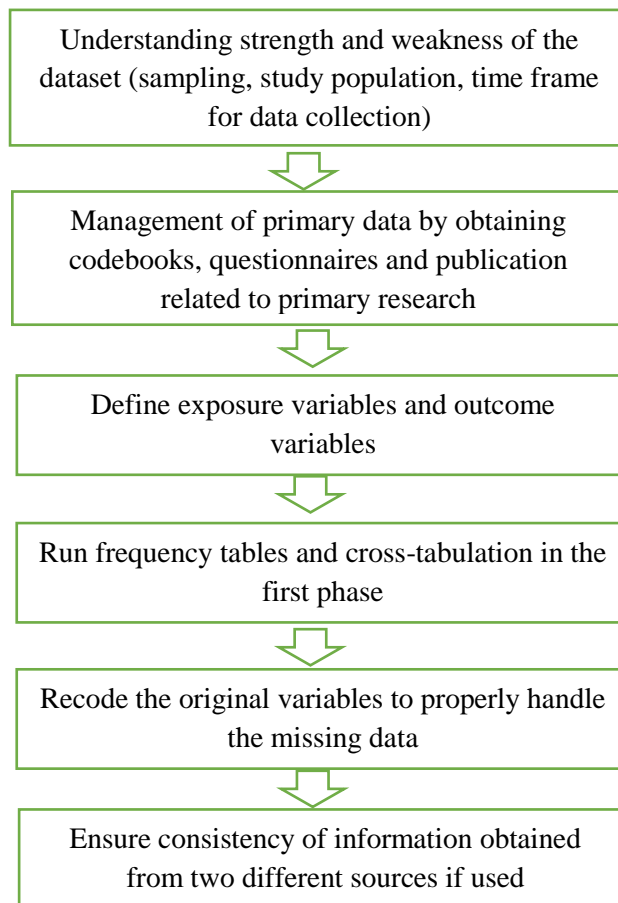 Understanding strength and weakness of the
dataset (sampling, study population, time frame
for data collection)
Management of primary data by obtaining
codebooks, questionnaires and publication
related to primary research
Define exposure variables and outcome
variables
Run frequency tables and cross-tabulation in the
first phase
Recode the original variables to properly handle
the missing data
Ensure consistency of information obtained
from two different sources if used